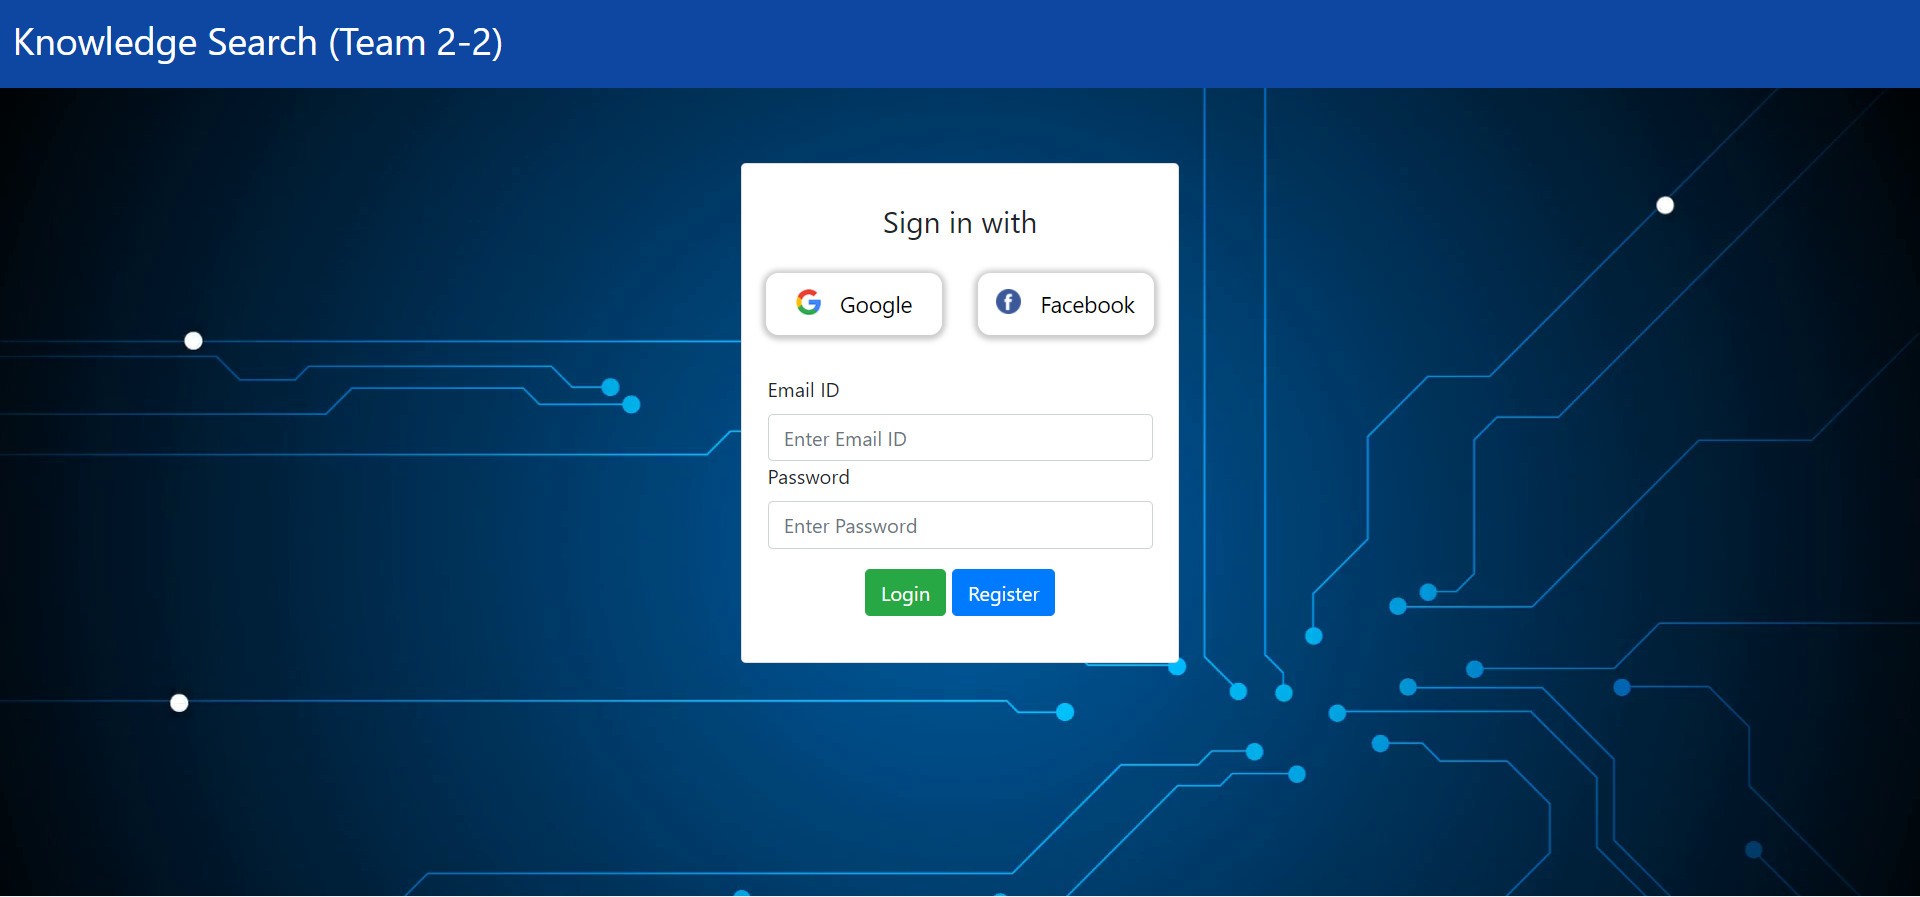 Knowledge Search (Team 2-2)
Sign in with
Google Facebook
Email ID
Enter Email ID
Password
Enter Password
Login Register